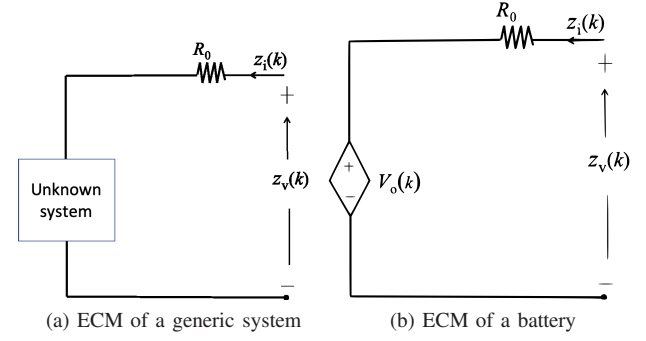 R₀
zᵢ(k)
+
Unknown
system
zᵥ(k)
−
(a) ECM of a generic system
R₀
zᵢ(k)
+
+
−
Vₒ(k)
zᵥ(k)
−
(b) ECM of a battery